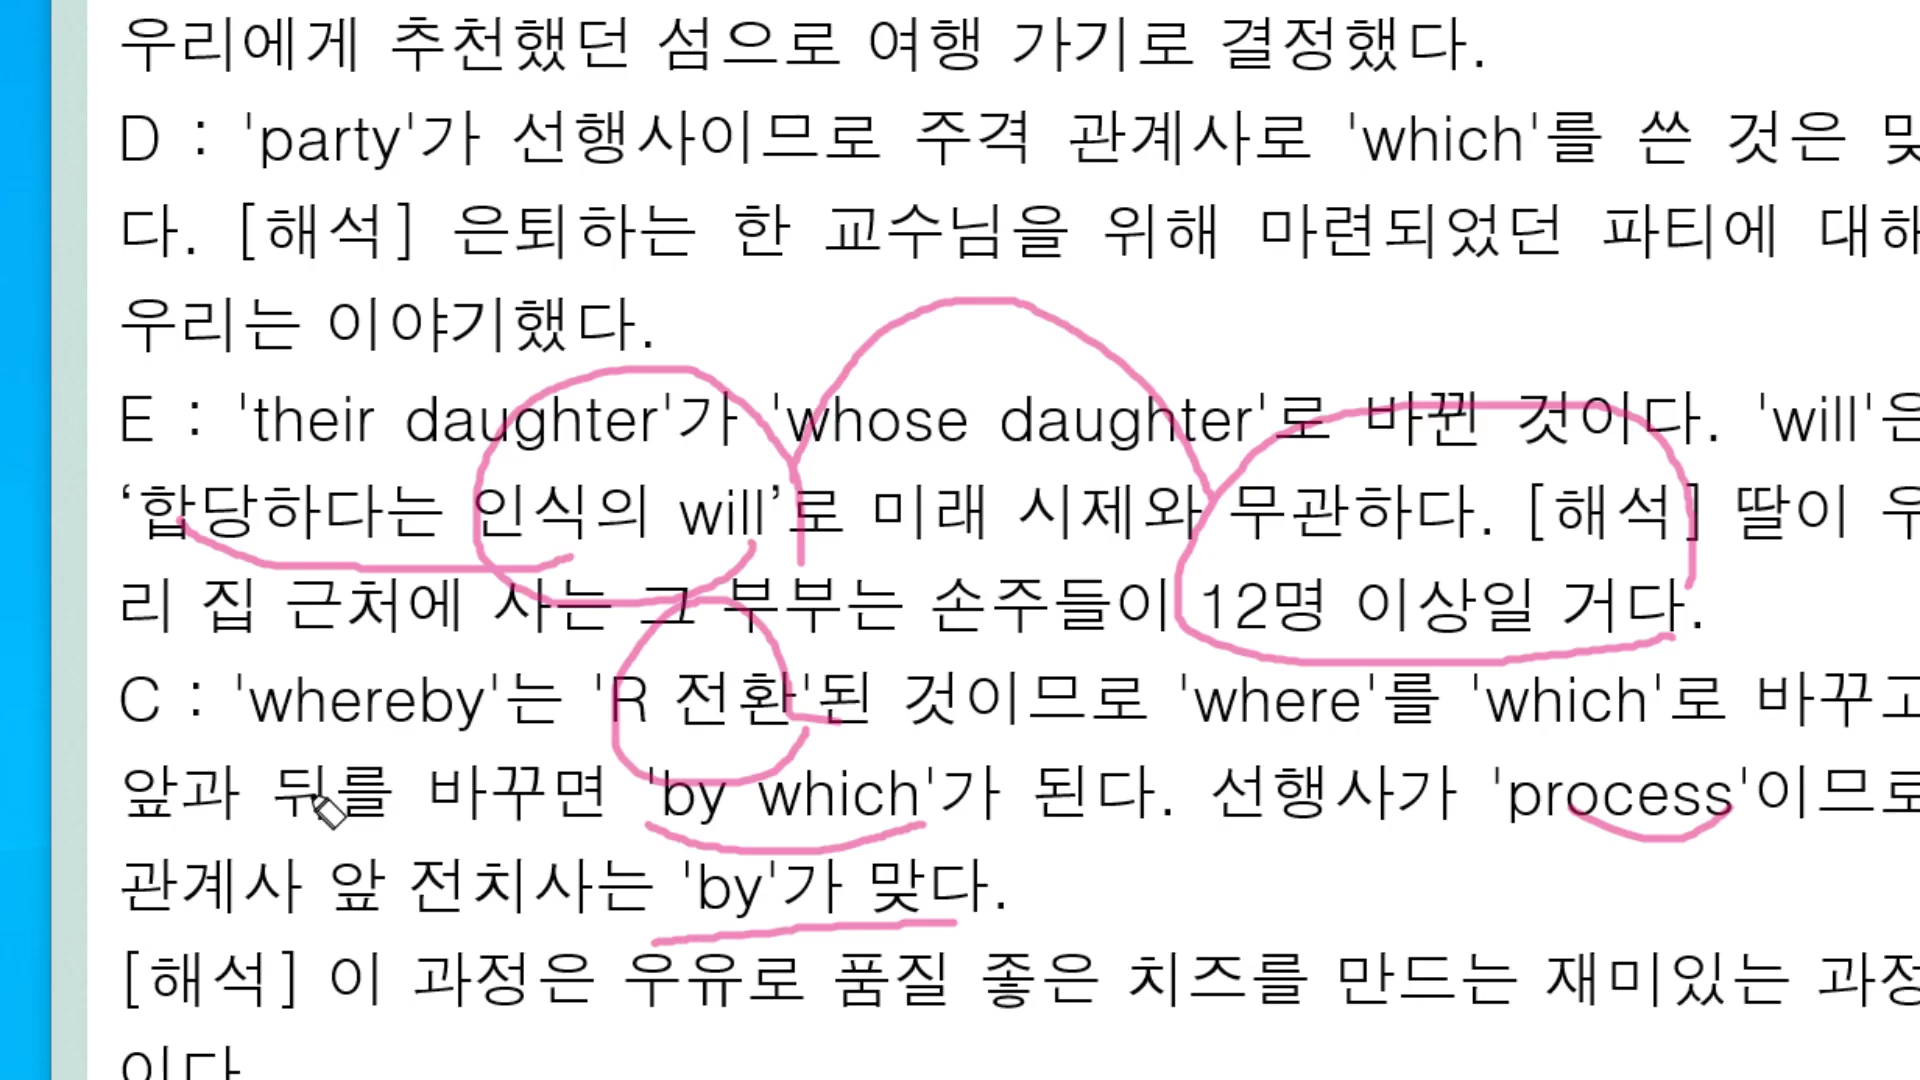 우리에게 추천했던 섬으로 여행 가기로 결정했다.
D : 'party'가 선행사이므로 주격 관계사로 'which'를 쓴 것은 맞
다. [해석] 은퇴하는 한 교수님을 위해 마련되었던 파티에 대해
우리는 이야기했다.
E : 'their daughter'가 'whose daughter'로 바뀐 것이다. 'will'은
‘합당하다는 인식의 will’로 미래 시제와 무관하다. [해석] 딸이 우
리 집 근처에 사는 그 부부는 손주들이 12명 이상일 거다.
C : 'whereby'는 'R 전환'된 것이므로 'where'를 'which'로 바꾸고
앞과 뒤를 바꾸면 'by which'가 된다. 선행사가 'process'이므로
관계사 앞 전치사는 'by'가 맞다.
[해석] 이 과정은 우유로 품질 좋은 치즈를 만드는 재미있는 과정
이다